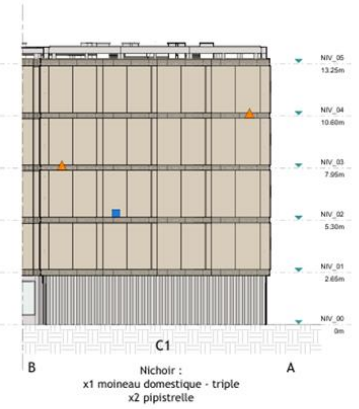 NIV_05
13.25m
NIV_04
10.60m
NIV_03
7.95m
NIV_02
5.30m
NIV_01
2.65m
NIV_00
0m
C1
B
A
Nichoir :
x1 moineau domestique - triple
x2 pipistrelle